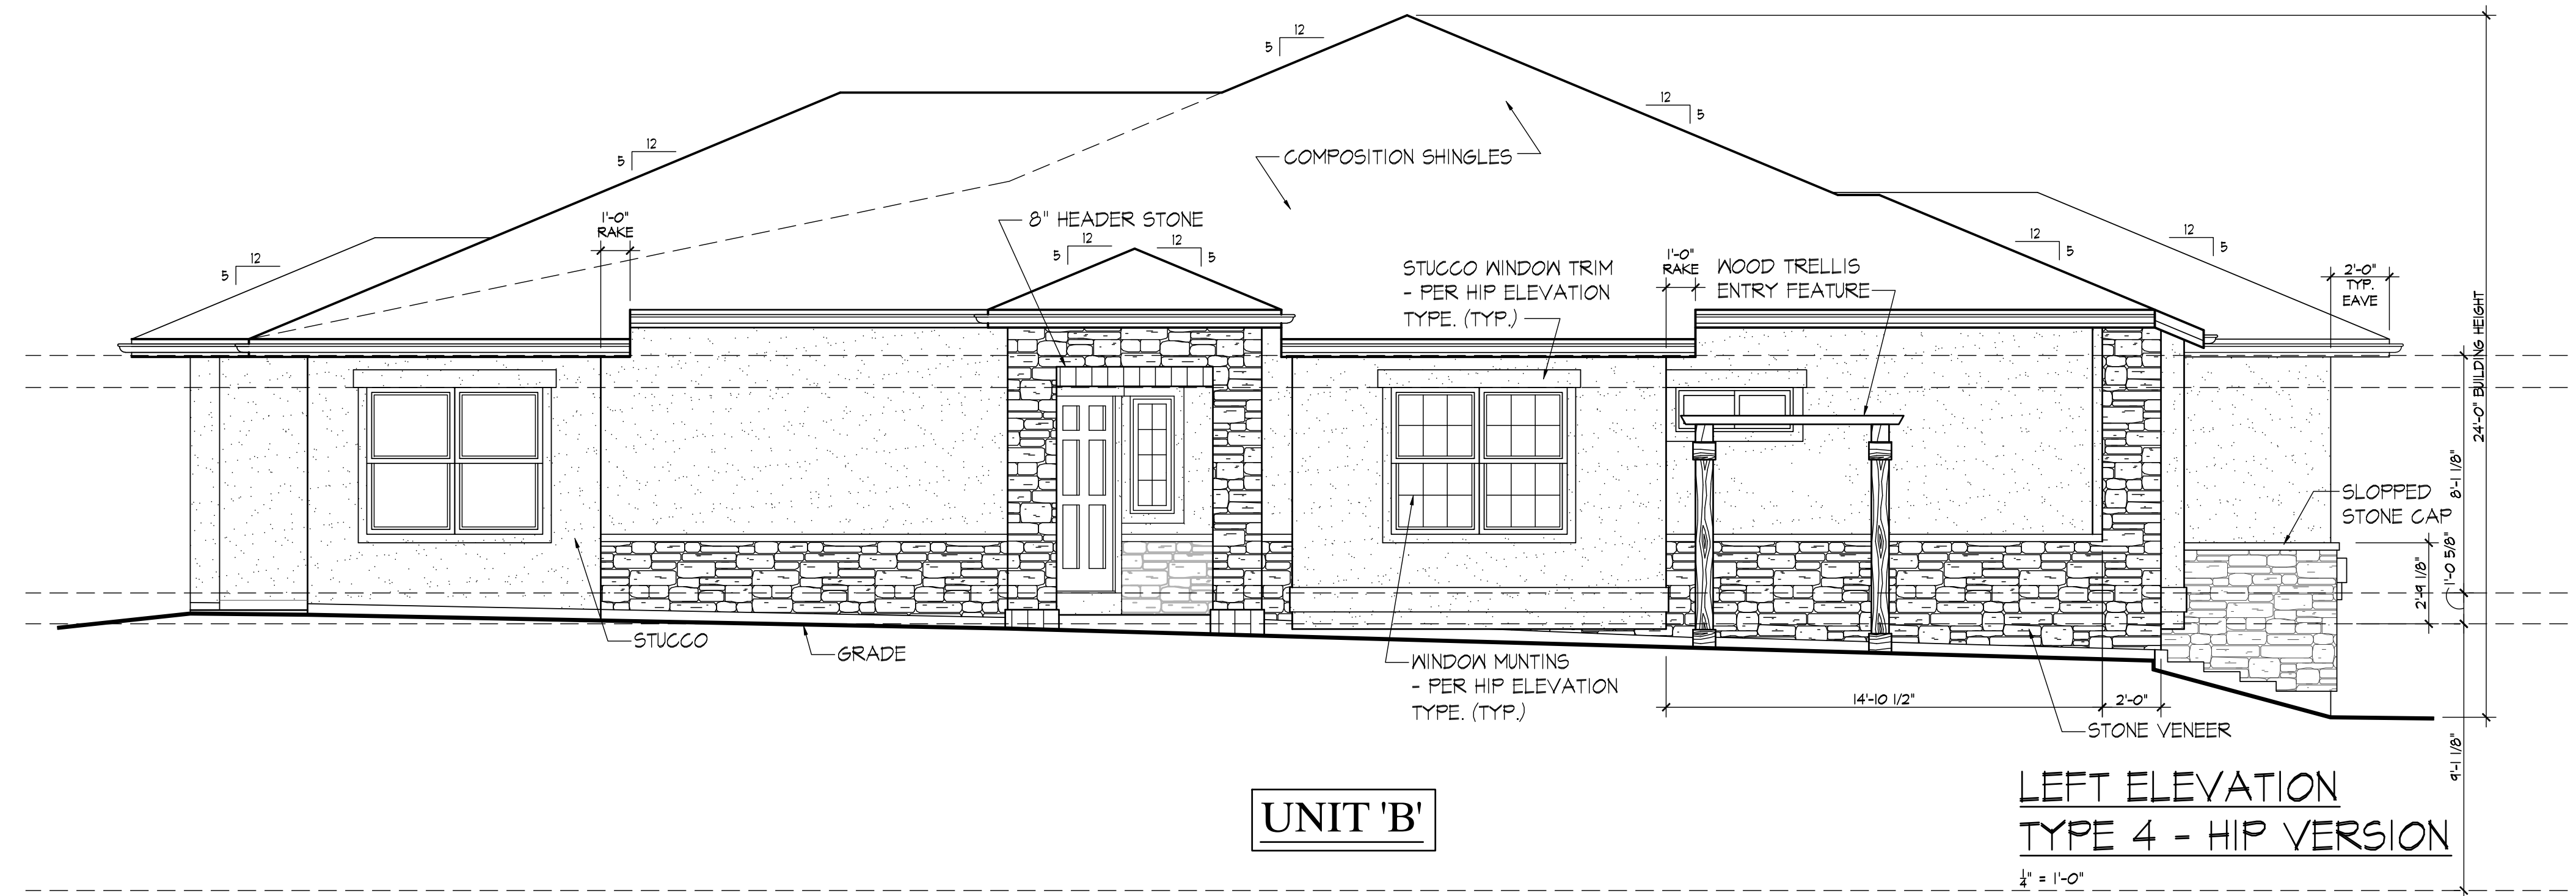 12
5
12
5
12
5
COMPOSITION SHINGLES
1'-0"
RAKE
8" HEADER STONE
12
5
12
5
12
5
12
5
12
5
12
5
STUCCO WINDOW TRIM
- PER HIP ELEVATION
TYPE. (TYP.)
1'-0"
RAKE
WOOD TRELLIS
ENTRY FEATURE
2'-0"
TYP.
EAVE
24'-0" BUILDING HEIGHT
8'-1 1/8"
SLOPPED
STONE CAP
1'-0 5/8"
2'-9 1/8"
STUCCO
GRADE
WINDOW MUNTINS
- PER HIP ELEVATION
TYPE. (TYP.)
14'-10 1/2"
2'-0"
STONE VENEER
9'-1 1/8"
UNIT 'B'
LEFT ELEVATION
TYPE 4 - HIP VERSION
1/4" = 1'-0"